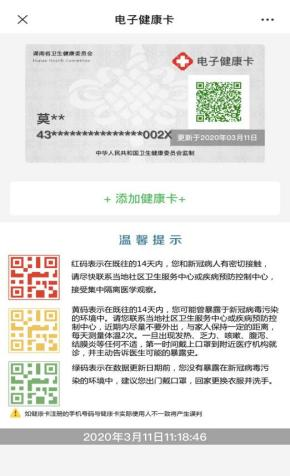 电子健康卡
湖南省卫生健康委员会
Hunan Health Committee
电子健康卡
莫**
43***************002X
更新于2020年03月11日
中华人民共和国卫生健康委员会监制
+ 添加健康卡+
温馨提示
红码表示在既往的14天内，您和新冠病人有密切接触，
请尽快联系当地社区卫生服务中心或疾病预防控制中心，
接受集中隔离医学观察。
黄码表示在既往的14天内，您可能曾暴露于新冠病毒污染
的环境中。请您联系当地社区卫生服务中心或疾病预防控
制中心，近期内尽量不要外出，与家人保持一定的距离，
每天测量体温2次。一旦出现发热、乏力、咳嗽、腹泻、
结膜炎等任何不适，第一时间戴上口罩到附近医疗机构就
诊，并主动告诉医生可能的暴露史。
绿码表示在数据更新日期前，您没有暴露在新冠病毒污
染的环境中，建议您出门戴口罩，回家更换衣服并洗手。
如健康卡注册的手机号码与健康卡实际使用人不一致将产生误判
2020年3月11日11:18:46